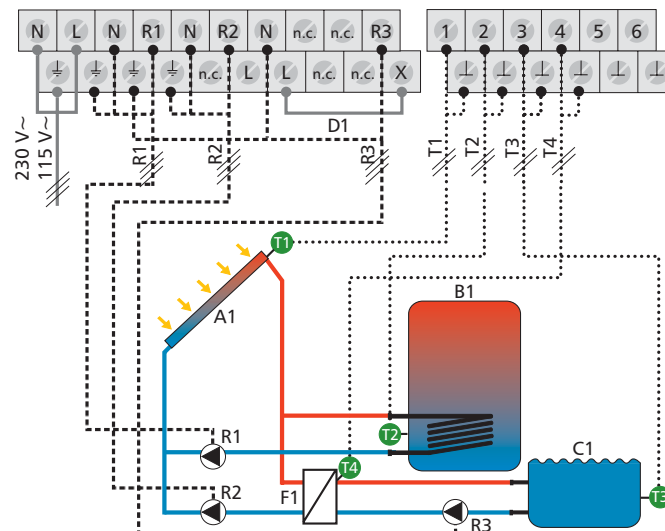 N L N R1 N R2 N n.c. n.c. R3
1 2 3 4 5 6
n.c. L L n.c. n.c. X
D1
230 V~
115 V~
R1
R2
R3
T1
T2
T3
T4
T1
A1
B1
T2
R1
C1
T4
T3
R2
F1
R3